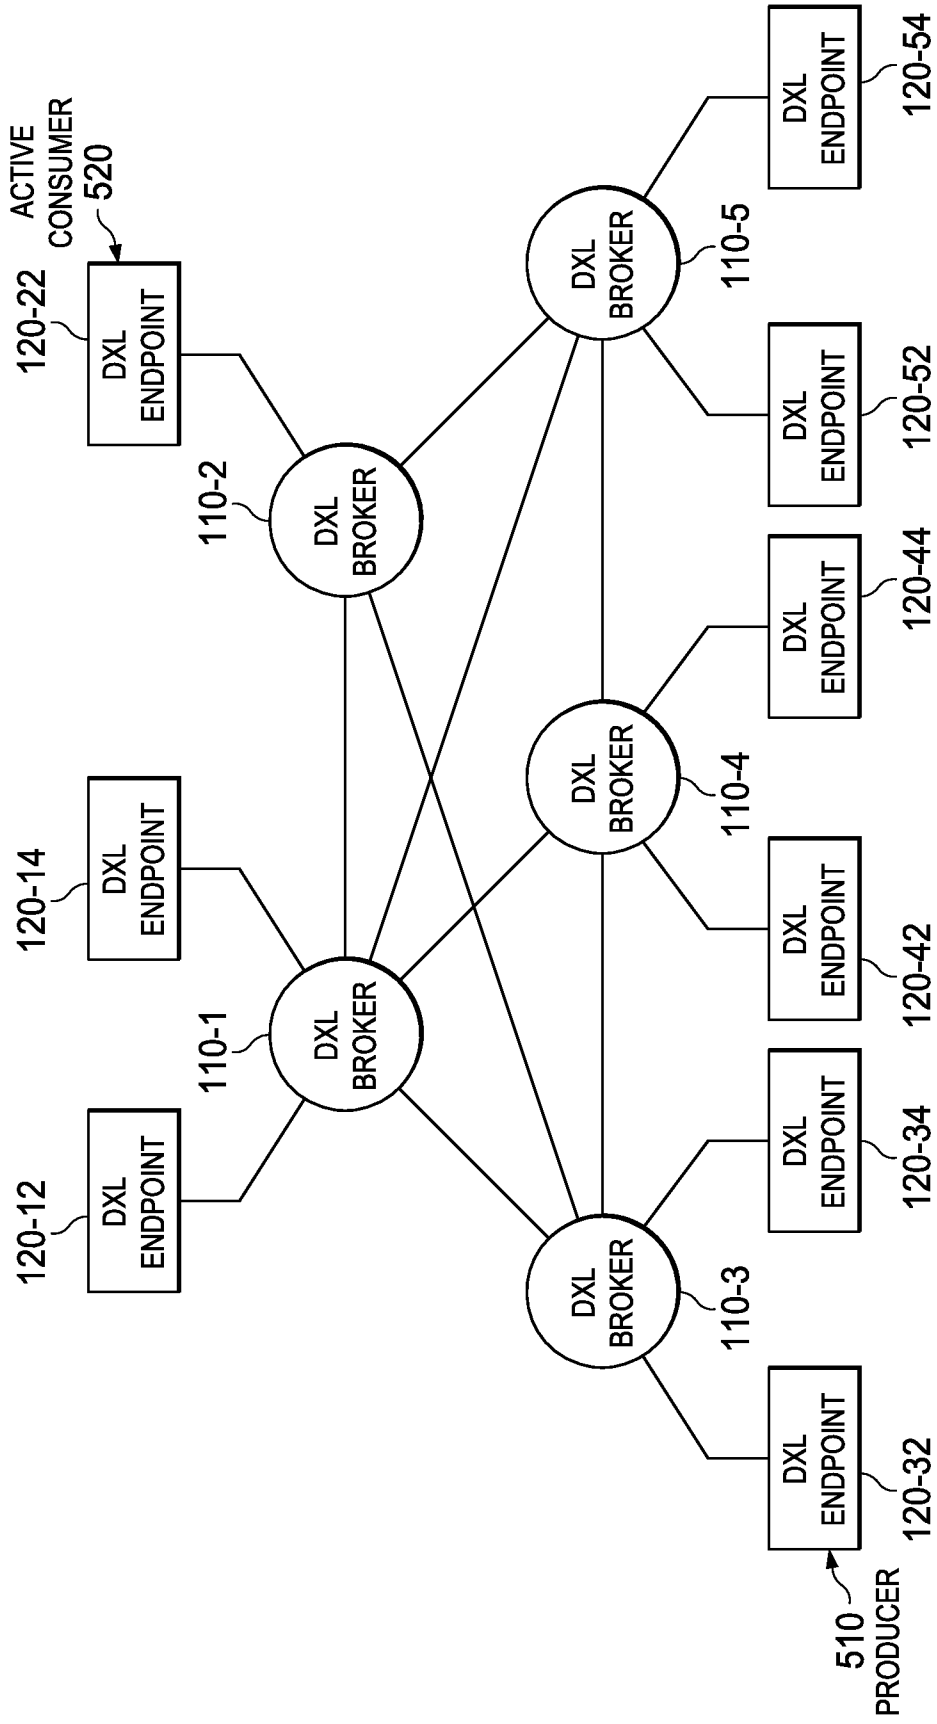 ACTIVE
CONSUMER
520
120-12
120-14
120-22
DXL
ENDPOINT
DXL
ENDPOINT
DXL
ENDPOINT
110-1
110-2
DXL
BROKER
DXL
BROKER
DXL
BROKER
DXL
BROKER
DXL
BROKER
110-3
110-4
110-5
DXL
ENDPOINT
DXL
ENDPOINT
DXL
ENDPOINT
DXL
ENDPOINT
DXL
ENDPOINT
DXL
ENDPOINT
510
PRODUCER
120-32
120-34
120-42
120-44
120-52
120-54